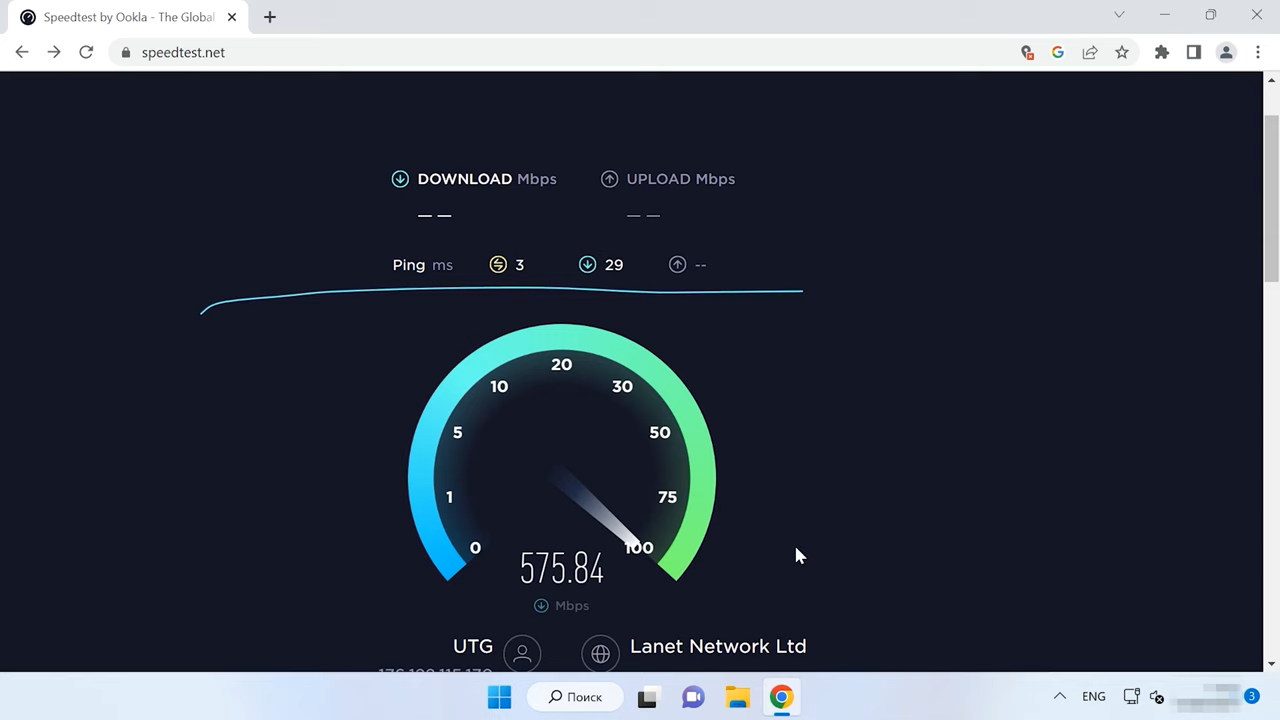 Speedtest by Ookla - The Global
speedtest.net
DOWNLOAD Mbps
UPLOAD Mbps
— —
— —
Ping ms 3 29 --
20
10 30
5 50
1 75
0 100
575.84
Mbps
UTG Lanet Network Ltd
Поиск ENG 3